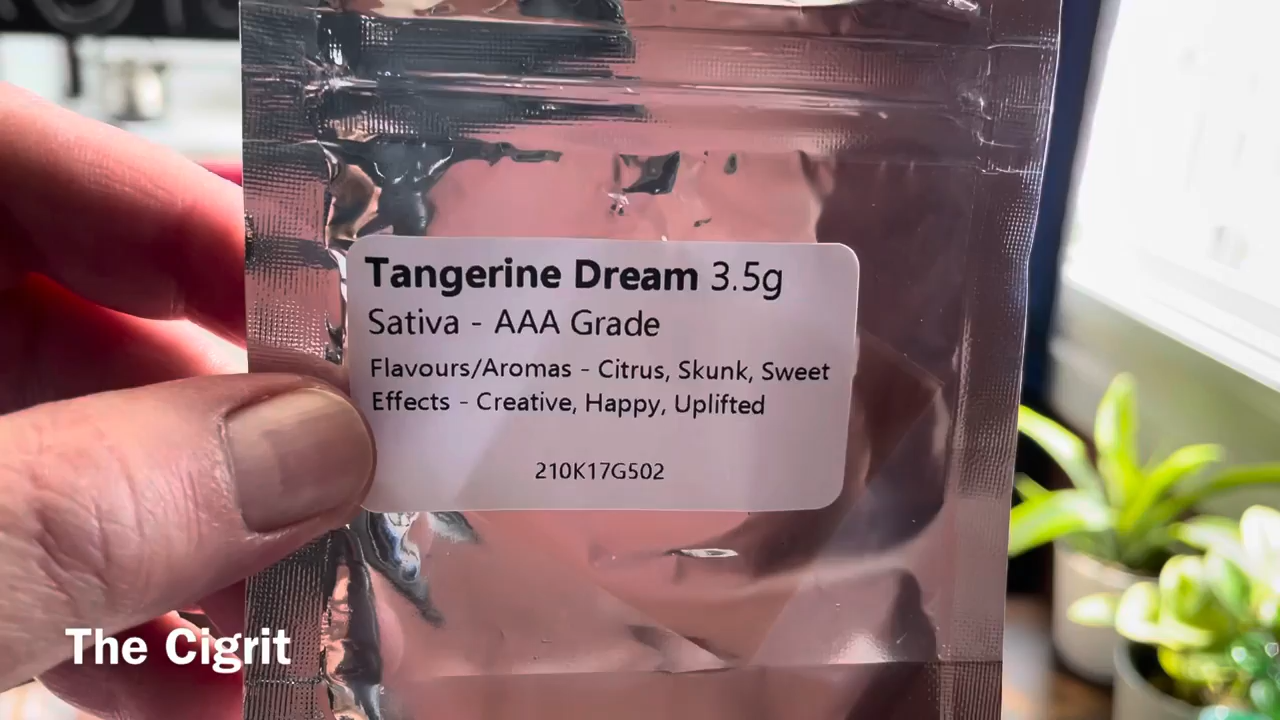 Tangerine Dream 3.5g
Sativa - AAA Grade
Flavours/Aromas - Citrus, Skunk, Sweet
Effects - Creative, Happy, Uplifted
210K17G502
The Cigrit